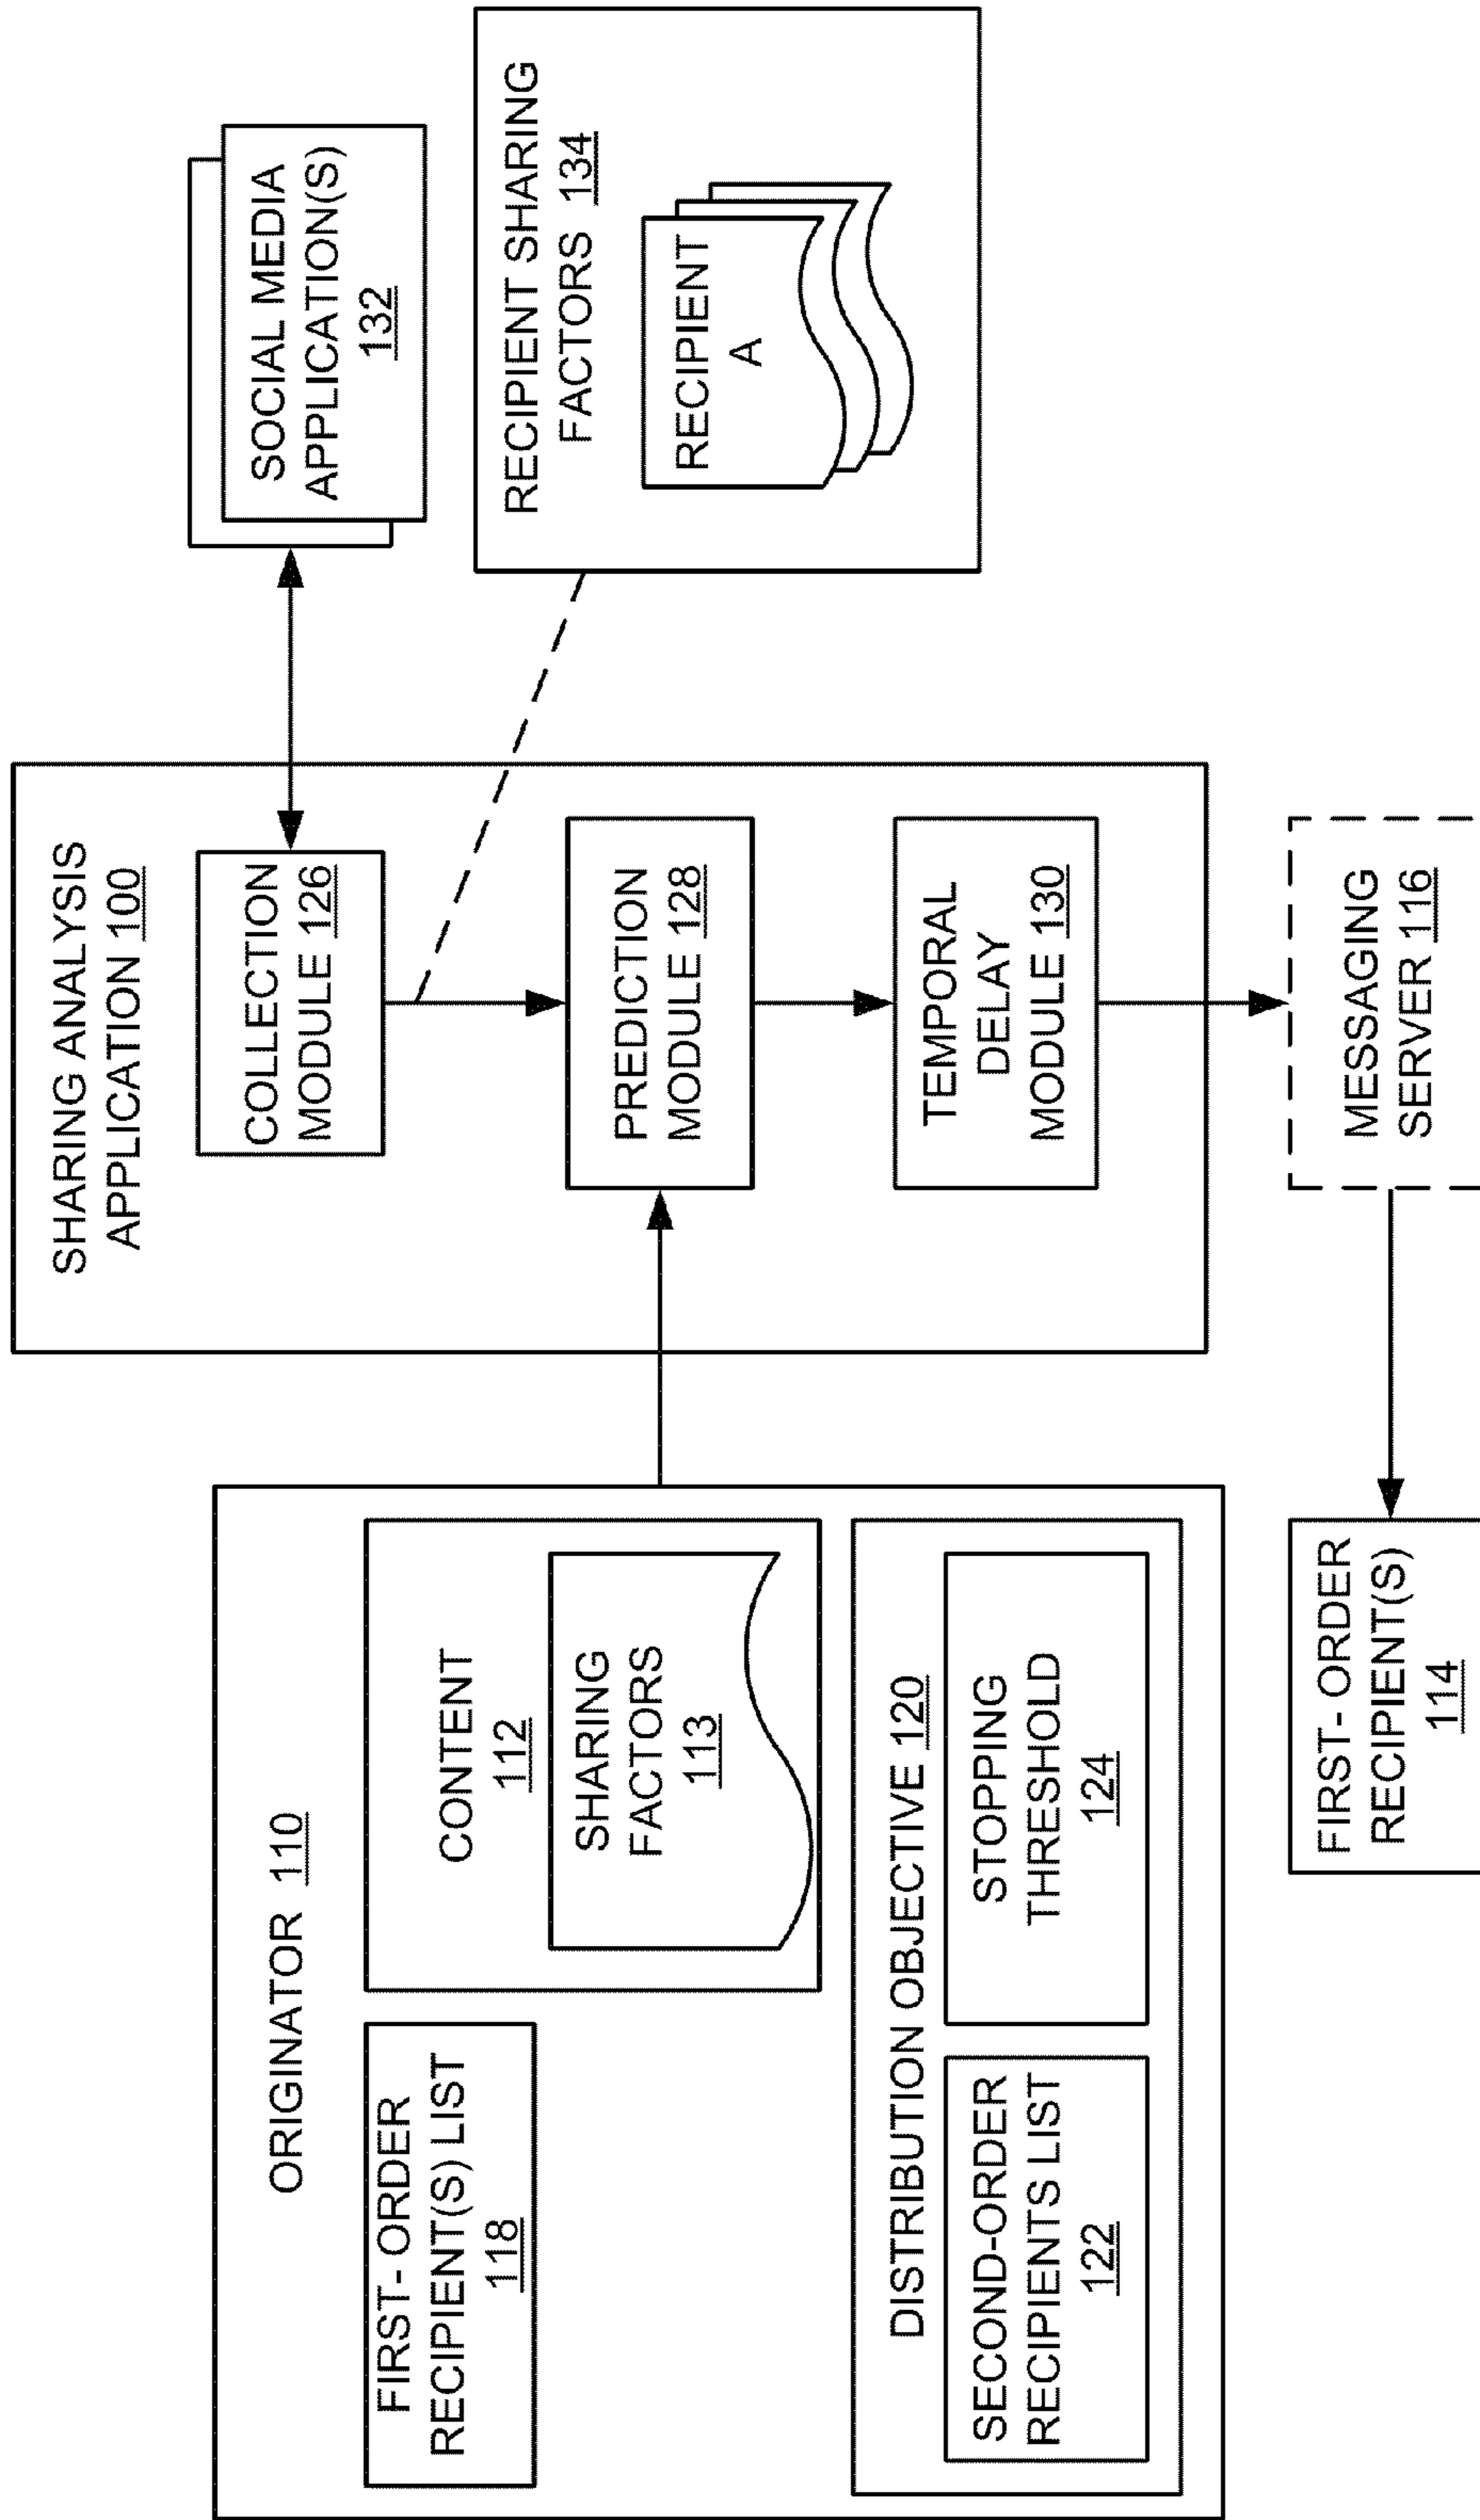 ORIGINATOR 110
FIRST- ORDER
RECIPIENT(S) LIST
118
CONTENT
112
SHARING
FACTORS
113
DISTRIBUTION OBJECTIVE 120
SECOND-ORDER
RECIPIENTS LIST
122
STOPPING
THRESHOLD
124
FIRST- ORDER
RECIPIENT(S)
114
SHARING ANALYSIS
APPLICATION 100
COLLECTION
MODULE 126
PREDICTION
MODULE 128
TEMPORAL
DELAY
MODULE 130
MESSAGING
SERVER 116
SOCIAL MEDIA
APPLICATION(S)
132
RECIPIENT SHARING
FACTORS 134
RECIPIENT
A